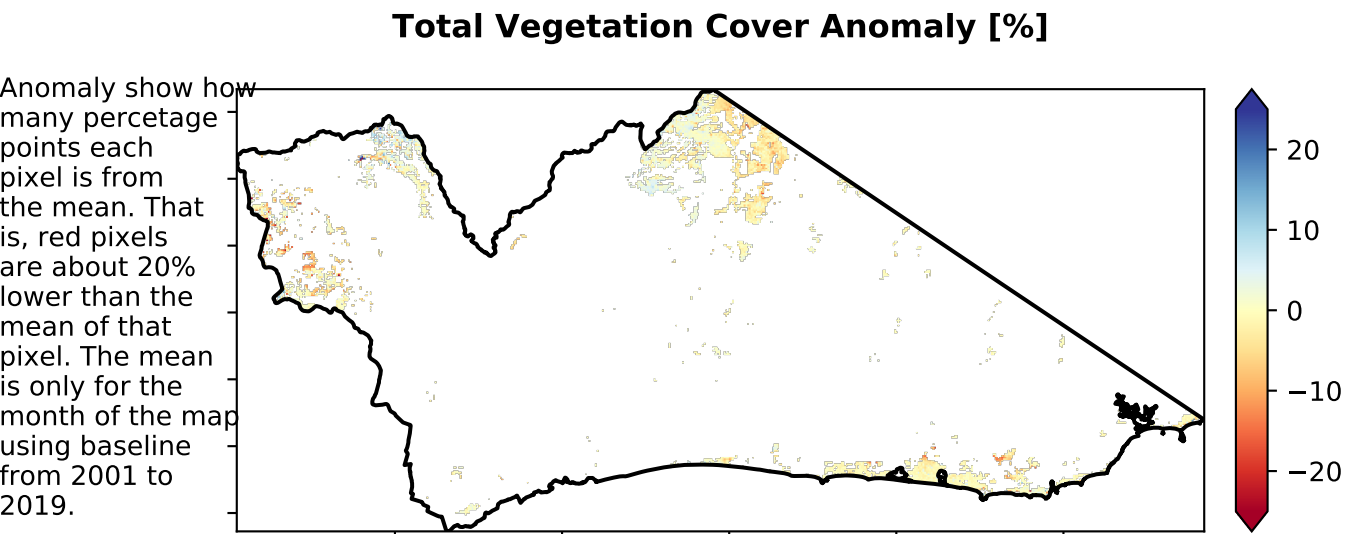 Total Vegetation Cover Anomaly [%]
Anomaly show how
many percetage
points each
pixel is from
the mean. That
is, red pixels
are about 20%
lower than the
mean of that
pixel. The mean
is only for the
month of the map
using baseline
from 2001 to
2019.
20
10
0
−10
−20